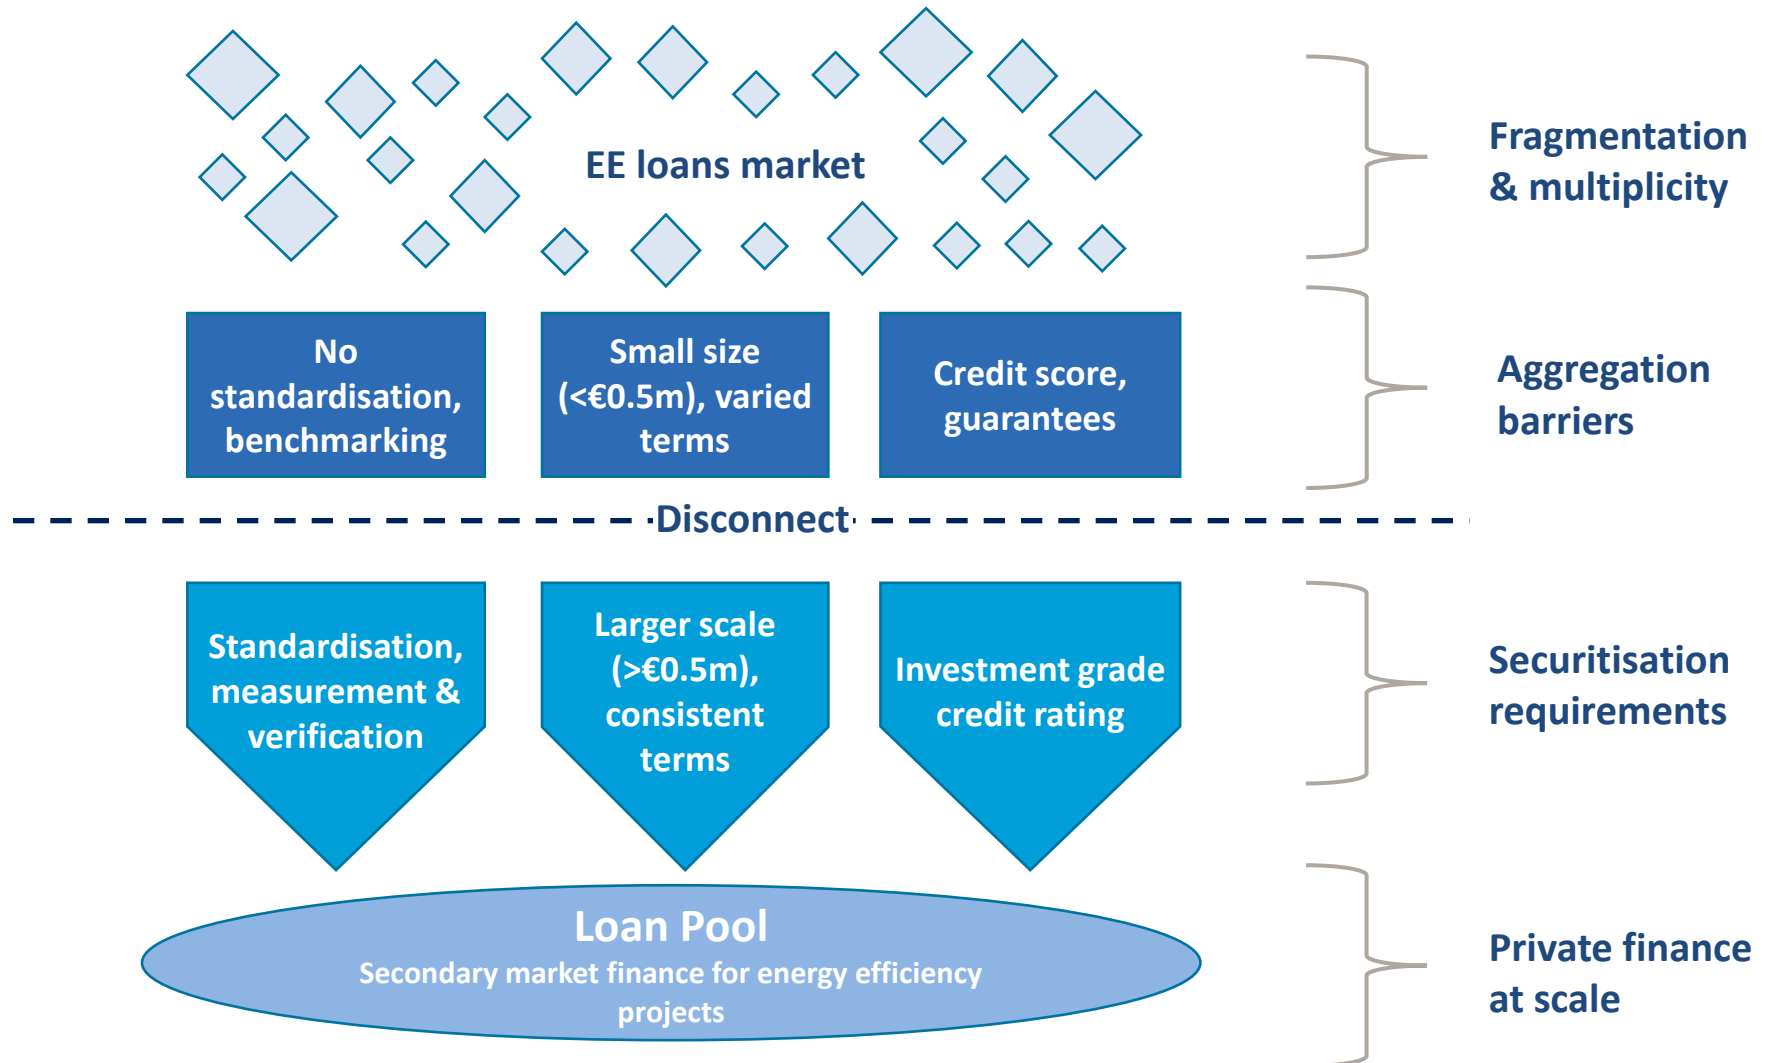 EE loans market
Fragmentation
& multiplicity
No
standardisation,
benchmarking
Small size
(<€0.5m), varied
terms
Credit score,
guarantees
Aggregation
barriers
Disconnect
Standardisation,
measurement &
verification
Larger scale
(>€0.5m),
consistent
terms
Investment grade
credit rating
Securitisation
requirements
Loan Pool
Secondary market finance for energy efficiency
projects
Private finance
at scale